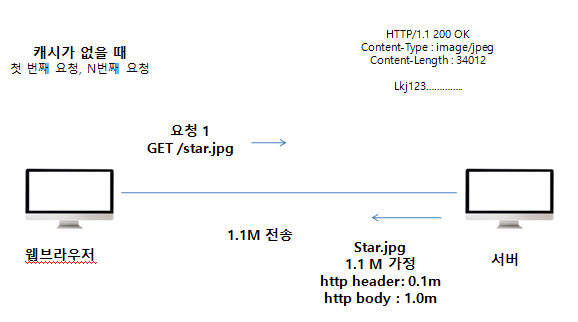 캐시가 없을 때
첫 번째 요청, N번째 요청
HTTP/1.1 200 OK
Content-Type : image/jpeg
Content-Length : 34012
Lkj123..............
요청 1
GET /star.jpg
1.1M 전송
웹브라우저
Star.jpg
1.1 M 가정
http header: 0.1m
http body : 1.0m
서버